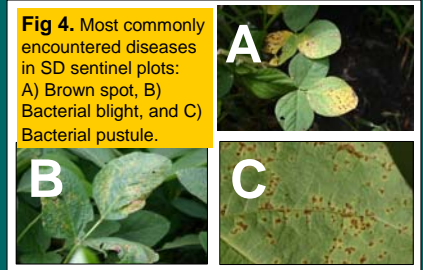 Fig 4. Most commonly
encountered diseases
in SD sentinel plots:
A) Brown spot, B)
Bacterial blight, and C)
Bacterial pustule.
A
B
C